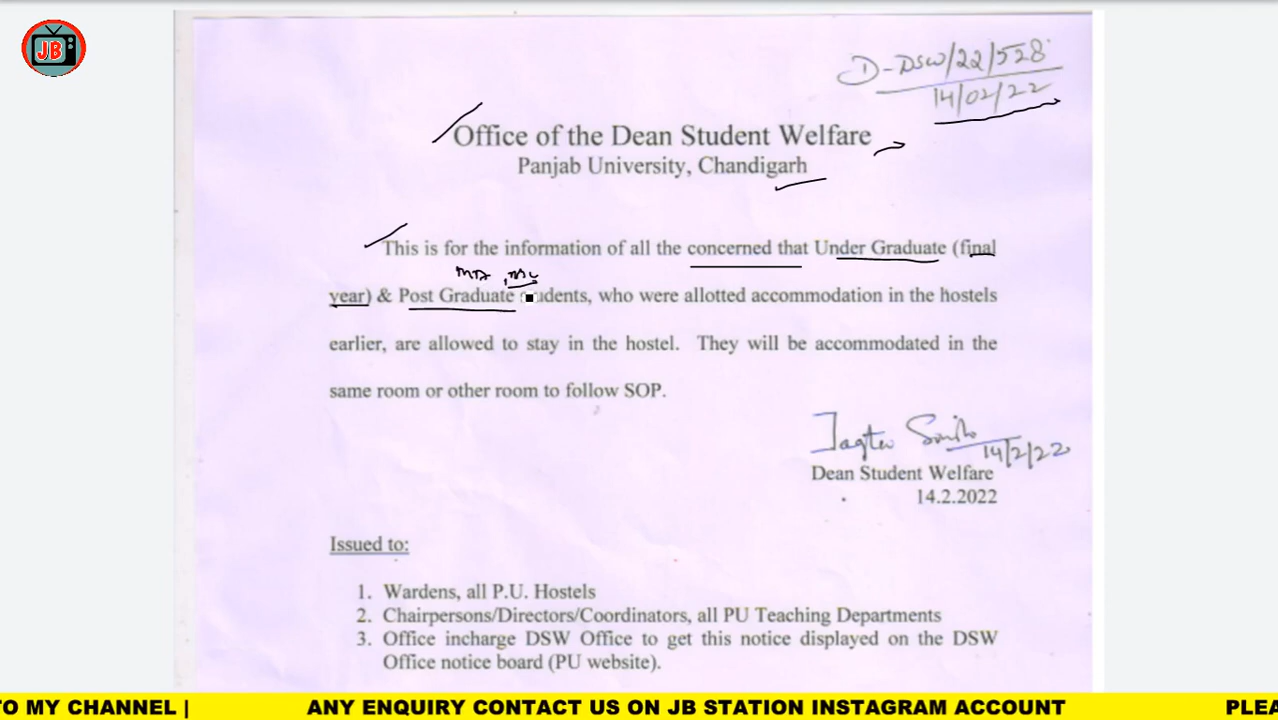 JB
D-DSW/22/528
14/02/22
Office of the Dean Student Welfare
Panjab University, Chandigarh
This is for the information of all the concerned that Under Graduate (final
year) & Post Graduate students, who were allotted accommodation in the hostels
earlier, are allowed to stay in the hostel. They will be accommodated in the
same room or other room to follow SOP.
14/2/22
Dean Student Welfare
14.2.2022
Issued to:
1. Wardens, all P.U. Hostels
2. Chairpersons/Directors/Coordinators, all PU Teaching Departments
3. Office incharge DSW Office to get this notice displayed on the DSW
Office notice board (PU website).
TO MY CHANNEL | ANY ENQUIRY CONTACT US ON JB STATION INSTAGRAM ACCOUNT PLEA